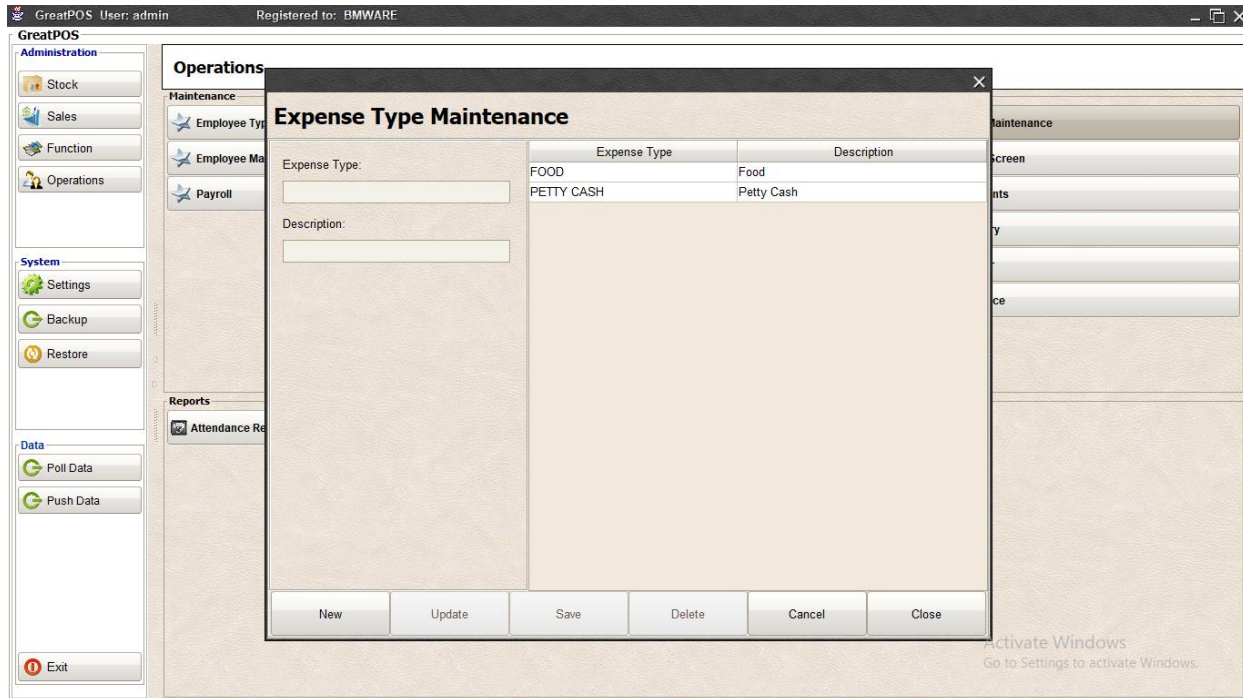 GreatPOS User: admin Registered to: BMWARE
GreatPOS
Administration
Stock
Sales
Function
Operations
System
Settings
Backup
Restore
Data
Poll Data
Push Data
Exit
Operations
Maintenance
Employee Typ
Employee Ma
Payroll
Reports
Attendance Re
Expense Type Maintenance
Expense Type:
Description:
Expense Type Description
FOOD Food
PETTY CASH Petty Cash
New Update Save Delete Cancel Close
Maintenance
Screen
nts
ry
ce
Activate Windows
Go to Settings to activate Windows.